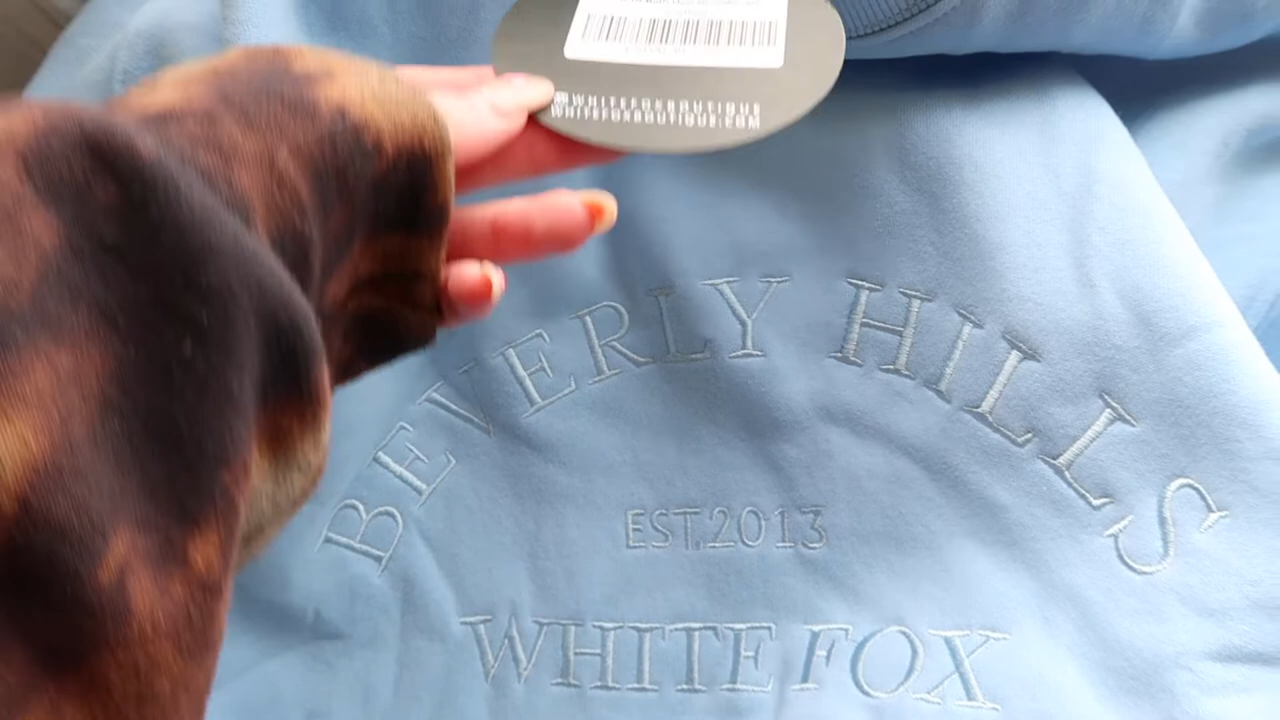 @WHITEFOXBOUTIQUE
WHITEFOXBOUTIQUE.COM
BEVERLY HILLS
EST.2013
WHITE FOX